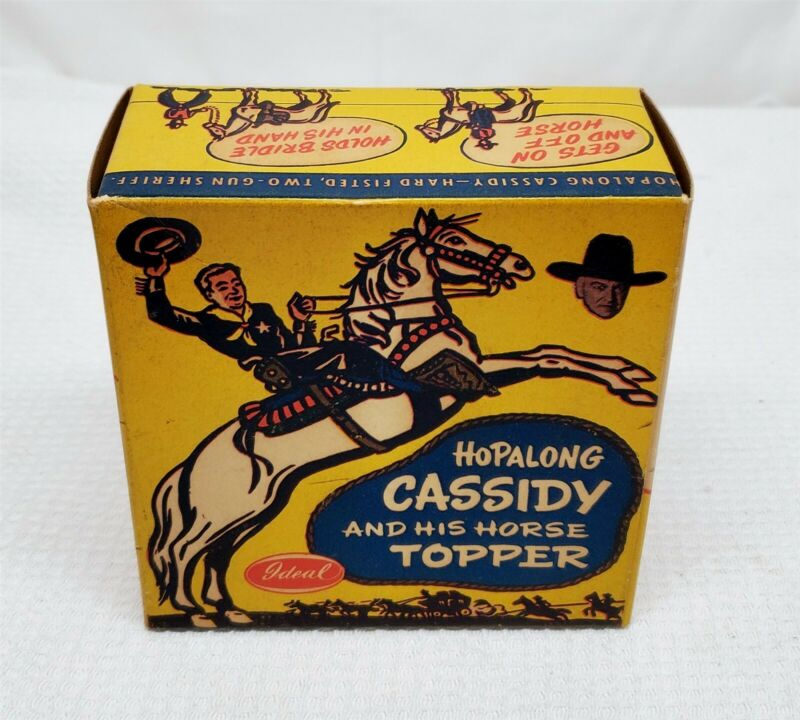 HOLDS BRIDLE
IN HIS HAND
GETS ON
AND OFF
HORSE
HOPALONG CASSIDY—HARD FISTED, TWO-GUN SHERIFF.
HOPALONG
CASSIDY
AND HIS HORSE
TOPPER
Ideal